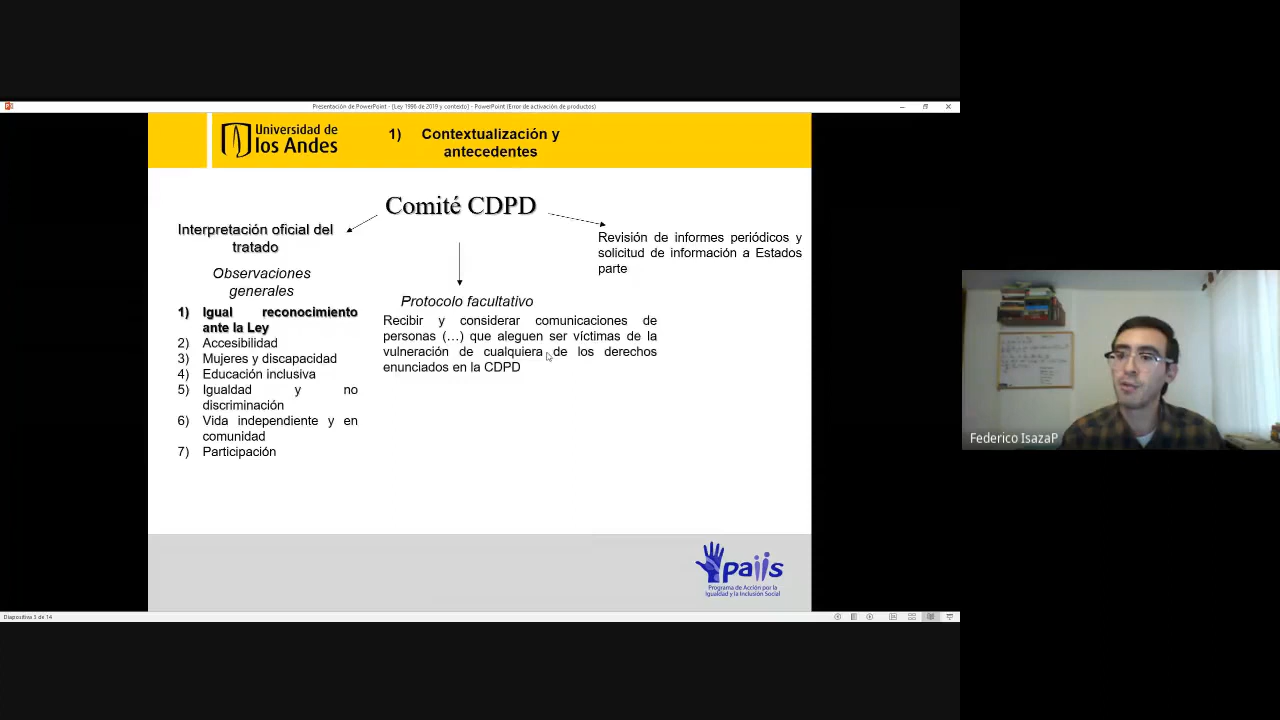 Presentación de PowerPoint - [Ley 1996 de 2019 y contexto] - PowerPoint (Error de activación de productos)
Universidad de
los Andes
1) Contextualización y
antecedentes
Comité CDPD
Interpretación oficial del
tratado
Observaciones
generales
1) Igual reconocimiento
ante la Ley
2) Accesibilidad
3) Mujeres y discapacidad
4) Educación inclusiva
5) Igualdad y no
discriminación
6) Vida independiente y en
comunidad
7) Participación
Protocolo facultativo
Recibir y considerar comunicaciones de
personas (…) que aleguen ser víctimas de la
vulneración de cualquiera de los derechos
enunciados en la CDPD
Revisión de informes periódicos y
solicitud de información a Estados
parte
paiis
Programa de Acción por la
Igualdad y la Inclusión Social
Diapositiva 5 de 14
Federico IsazaP